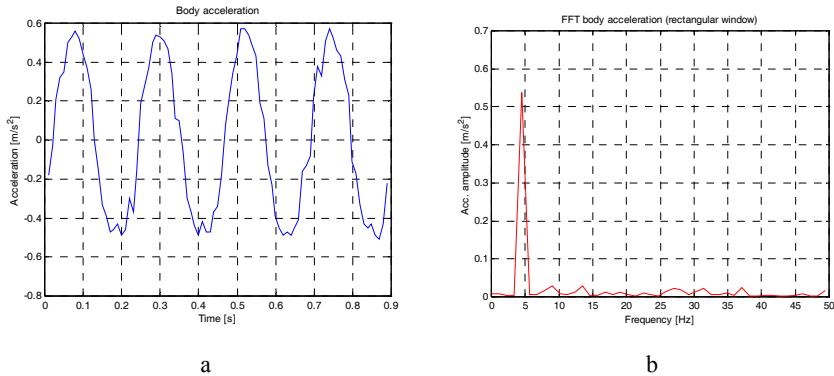 Body acceleration
0.6
0.4
0.2
0
-0.2
-0.4
-0.6
-0.8
Acceleration [m/s²]
0 0.1 0.2 0.3 0.4 0.5 0.6 0.7 0.8 0.9
Time [s]
a
FFT body acceleration (rectangular window)
0.7
0.6
0.5
0.4
0.3
0.2
0.1
0
Acc. amplitude [m/s²]
0 5 10 15 20 25 30 35 40 45 50
Frequency [Hz]
b